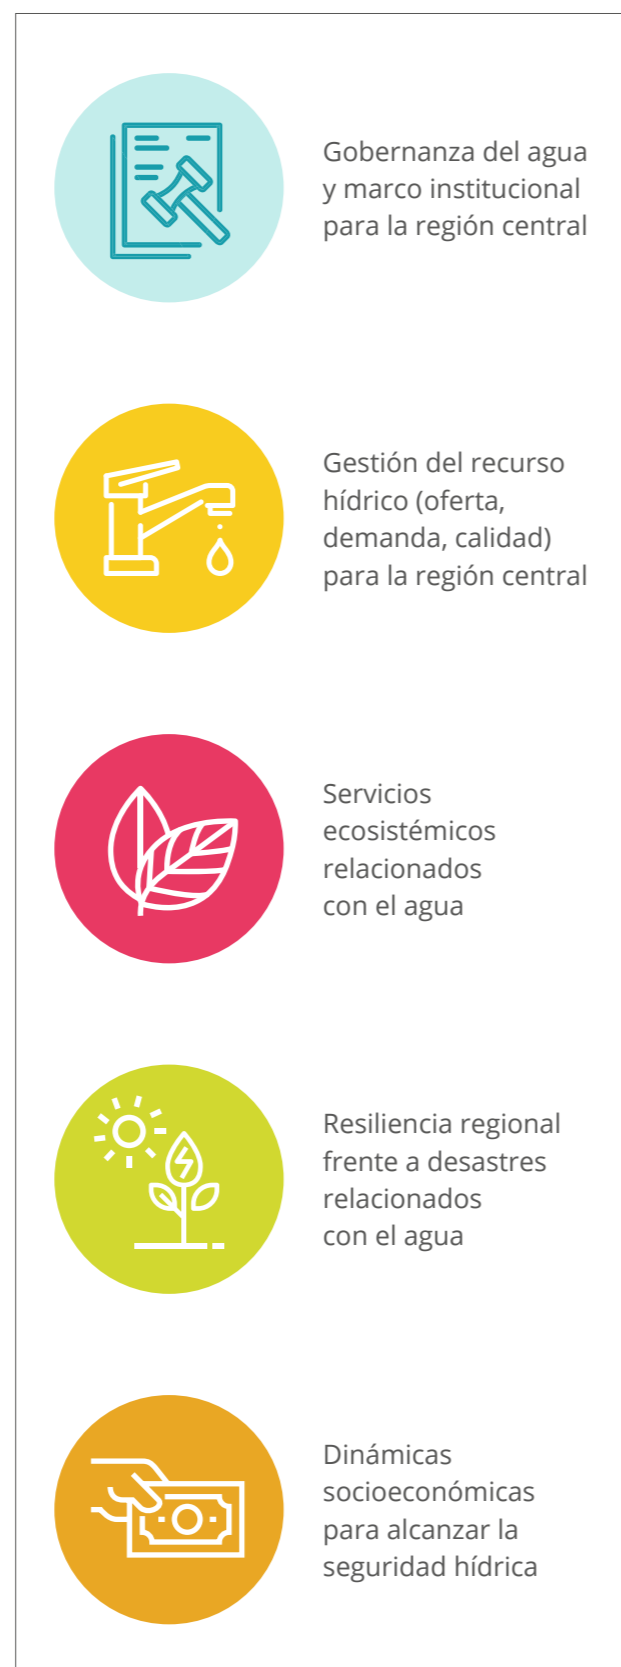 Gobernanza del agua
y marco institucional
para la región central
Gestión del recurso
hídrico (oferta,
demanda, calidad)
para la región central
Servicios
ecosistémicos
relacionados
con el agua
Resiliencia regional
frente a desastres
relacionados
con el agua
Dinámicas
socioeconómicas
para alcanzar la
seguridad hídrica